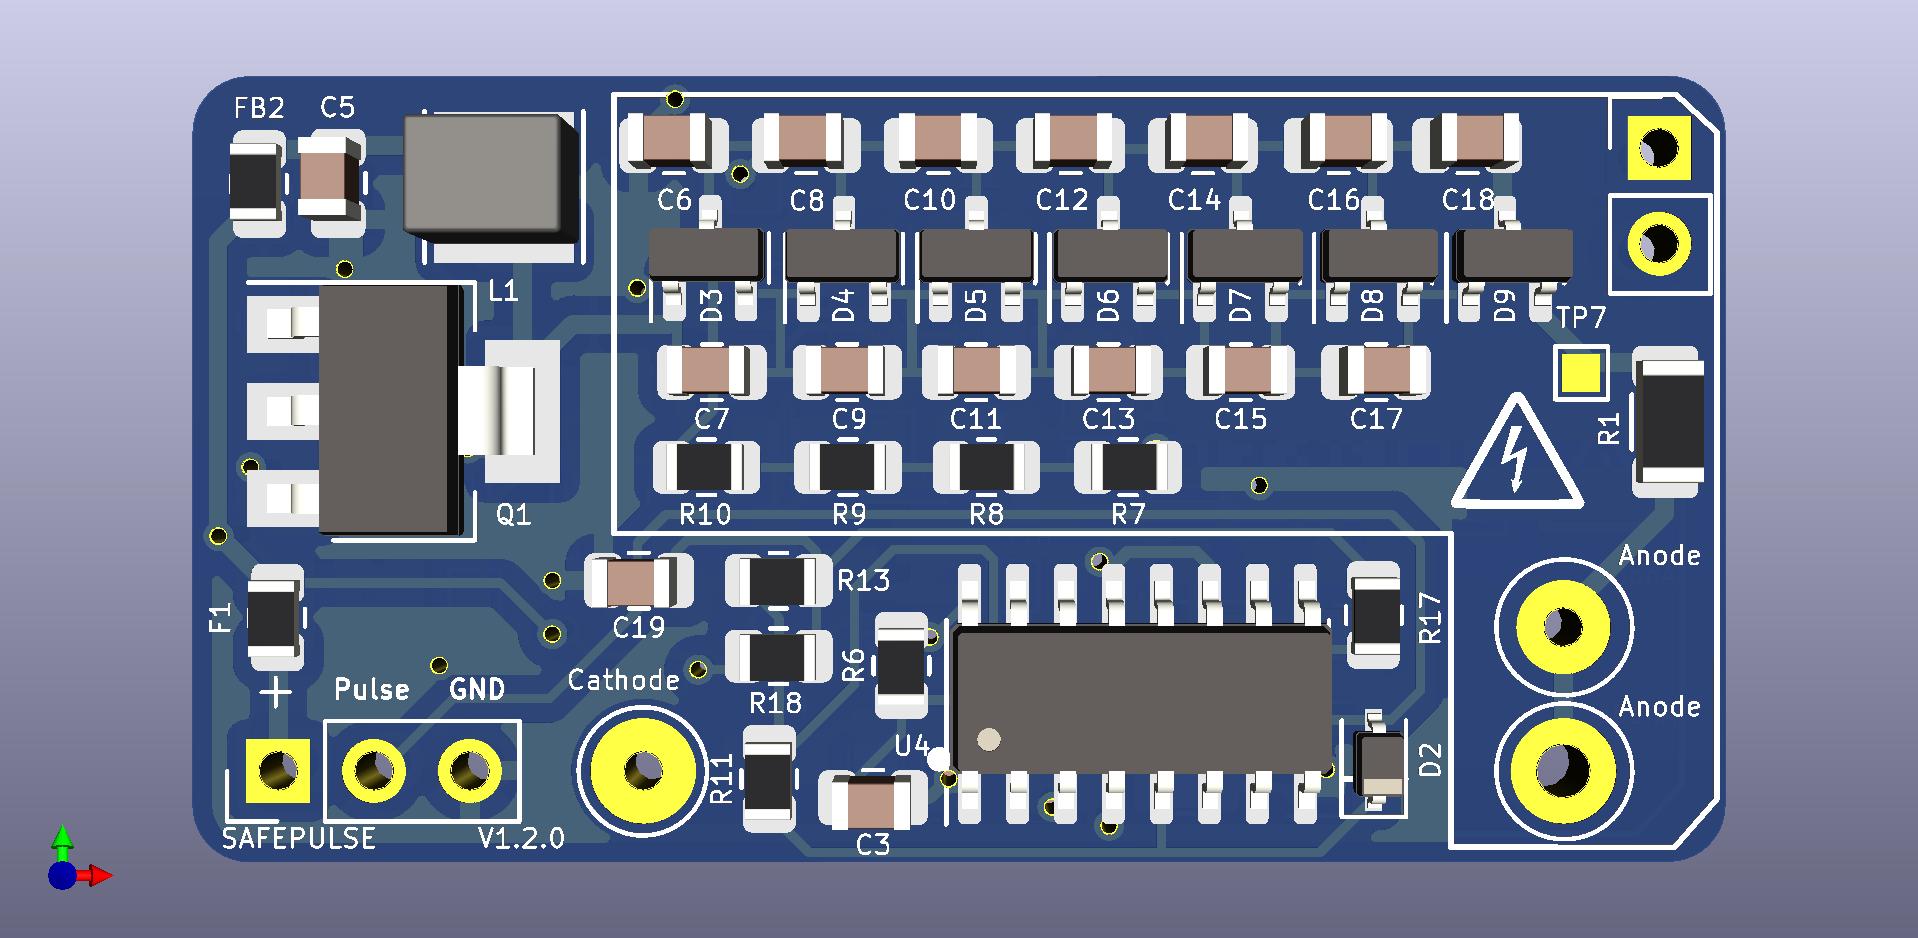 FB2 C5
C6 C8 C10 C12 C14 C16 C18
L1 D3 D4 D5 D6 D7 D8 D9 TP7
C7 C9 C11 C13 C15 C17 R1
Q1 R10 R9 R8 R7
Anode
R13
F1 C19 R6 R17
Cathode
Pulse GND R18 Anode
U4 R11 D2
SAFEPULSE V1.2.0 C3
+